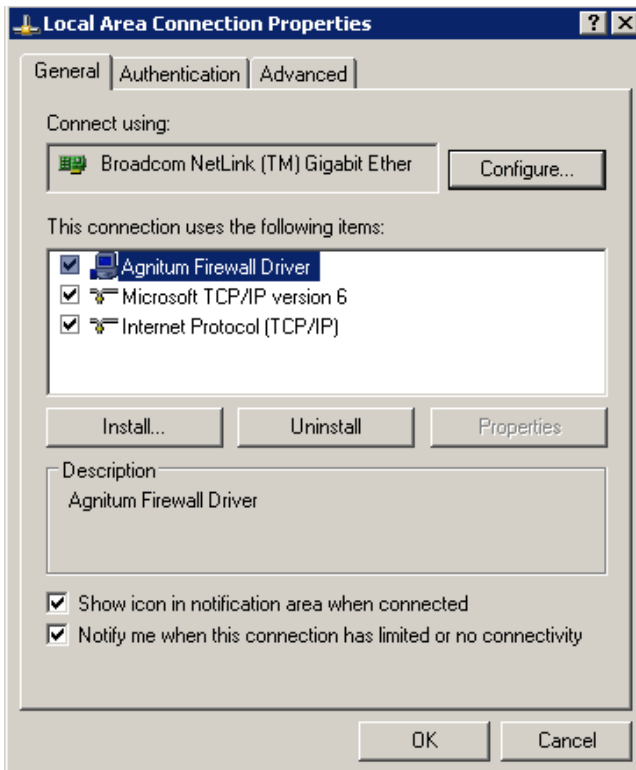 Local Area Connection Properties
General Authentication Advanced
Connect using:
Broadcom NetLink (TM) Gigabit Ether Configure...
This connection uses the following items:
Agnitum Firewall Driver
Microsoft TCP/IP version 6
Internet Protocol (TCP/IP)
Install... Uninstall Properties
Description
Agnitum Firewall Driver
Show icon in notification area when connected
Notify me when this connection has limited or no connectivity
OK Cancel